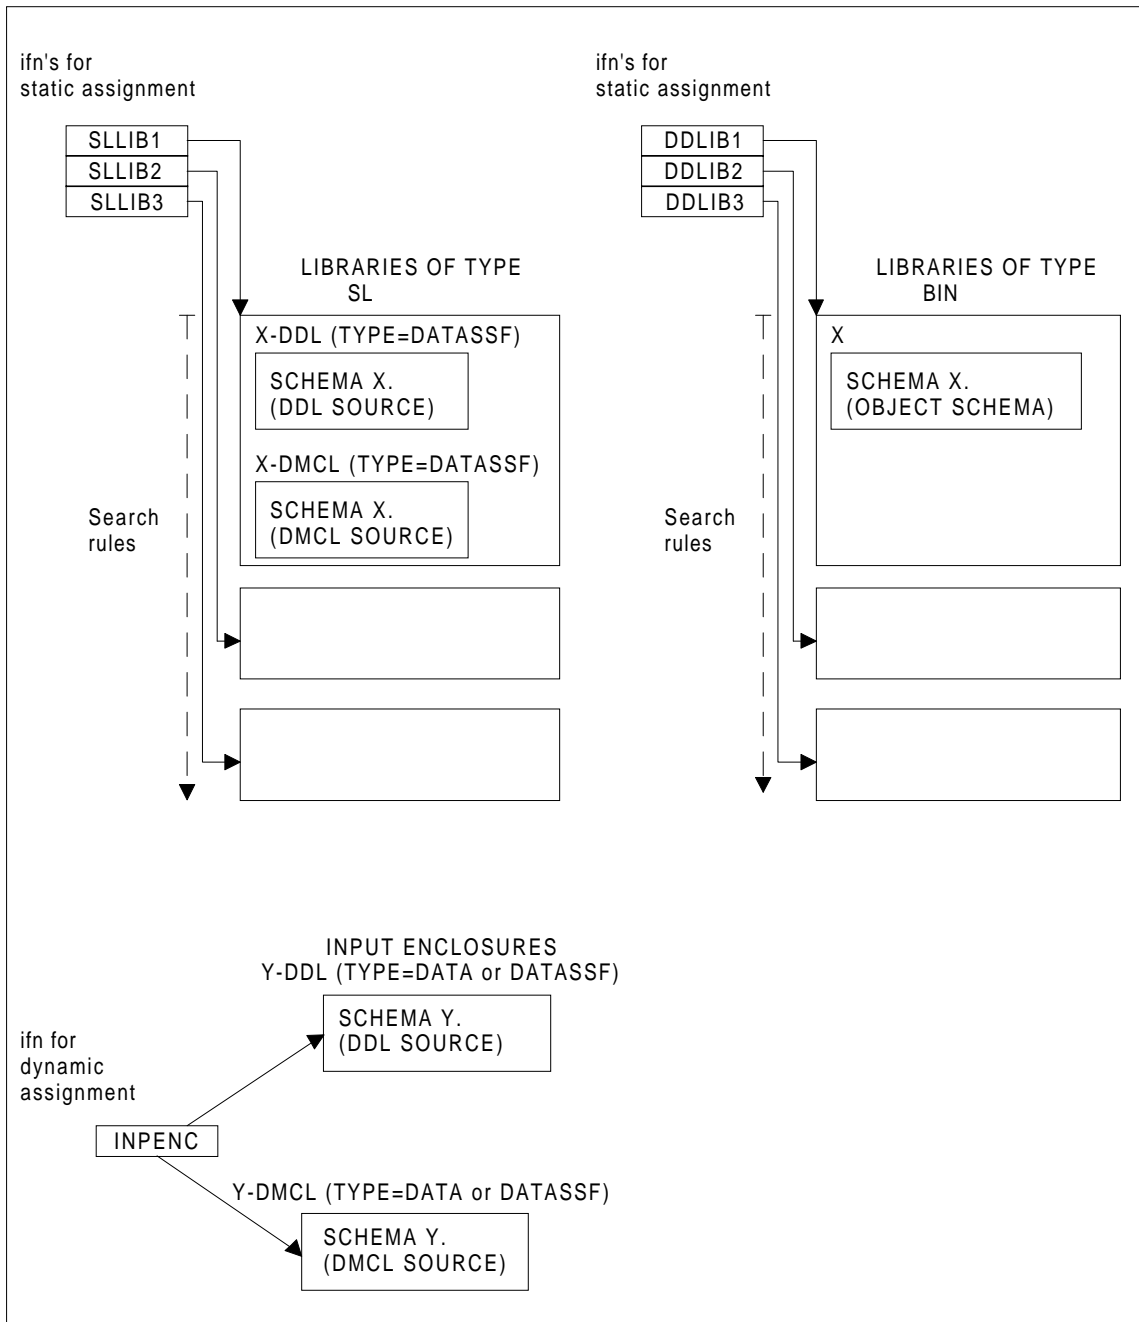 ifn's for
static assignment
SLLIB1
SLLIB2
SLLIB3
LIBRARIES OF TYPE
SL
X-DDL (TYPE=DATASSF)
SCHEMA X.
(DDL SOURCE)
X-DMCL (TYPE=DATASSF)
SCHEMA X.
(DMCL SOURCE)
Search
rules
ifn's for
static assignment
DDLIB1
DDLIB2
DDLIB3
LIBRARIES OF TYPE
BIN
X
SCHEMA X.
(OBJECT SCHEMA)
Search
rules
INPUT ENCLOSURES
Y-DDL (TYPE=DATA or DATASSF)
SCHEMA Y.
(DDL SOURCE)
ifn for
dynamic
assignment
INPENC
Y-DMCL (TYPE=DATA or DATASSF)
SCHEMA Y.
(DMCL SOURCE)